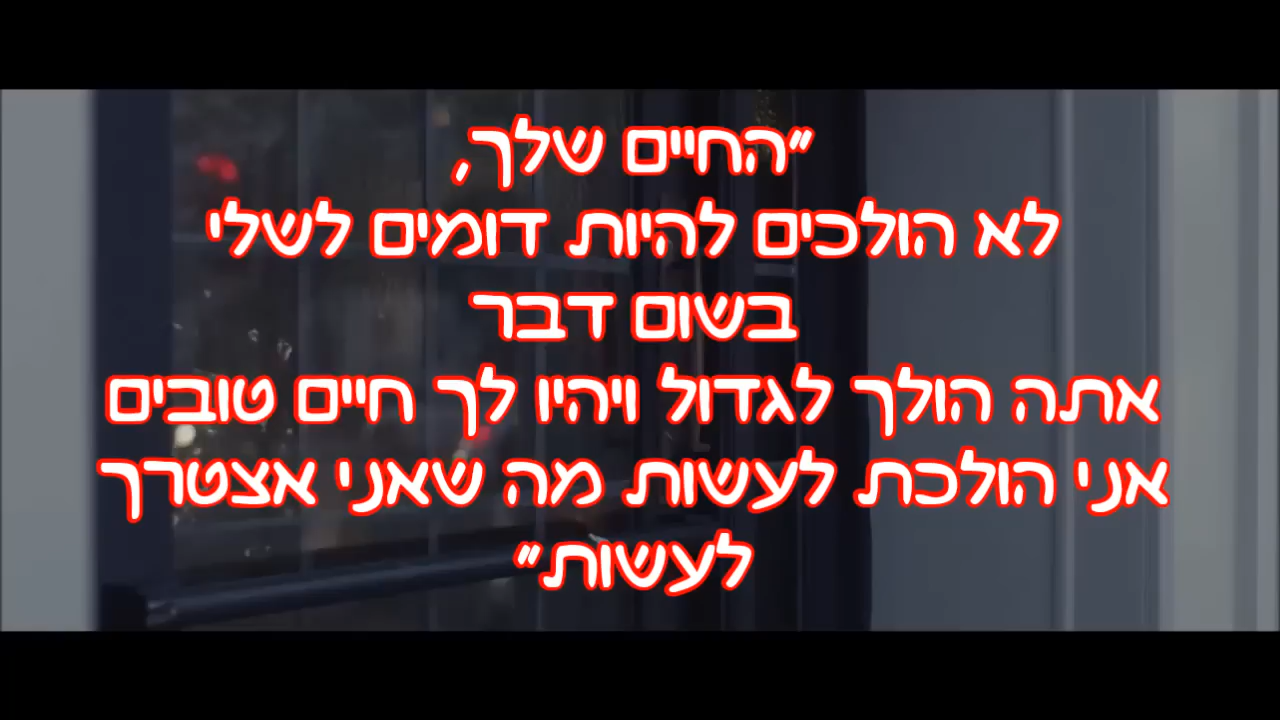 "החיים שלך,
לא הולכים להיות דומים לשלי
בשום דבר
אתה הולך לגדול ויהיו לך חיים טובים
אני הולכת לעשות מה שאני אצטרך
לעשות"